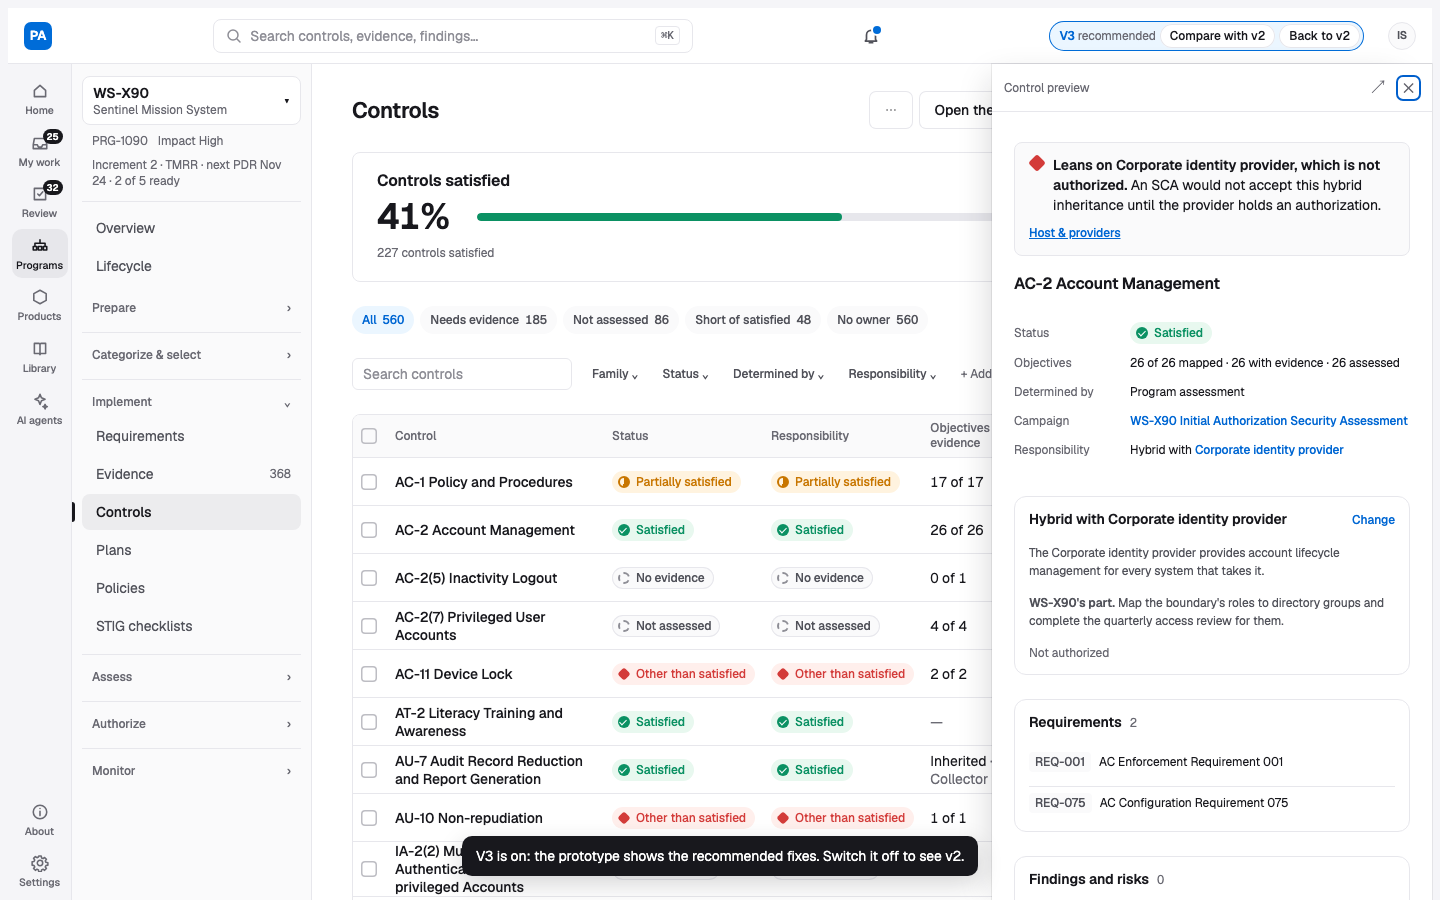 PA
Search controls, evidence, findings...
⌘K
V3 recommended
Compare with v2
Back to v2
IS
Home
25
My work
32
Review
Programs
Products
Library
AI agents
About
Settings
WS-X90
Sentinel Mission System
PRG-1090 Impact High
Increment 2 · TMRR · next PDR Nov
24 · 2 of 5 ready
Overview
Lifecycle
Prepare
Categorize & select
Implement
Requirements
Evidence 368
Controls
Plans
Policies
STIG checklists
Assess
Authorize
Monitor
Controls
...
Open the
Controls satisfied
41%
227 controls satisfied
All 560
Needs evidence 185
Not assessed 86
Short of satisfied 48
No owner 560
Search controls
Family
Status
Determined by
Responsibility
+ Add
Control Status Responsibility Objectives
evidence
AC-1 Policy and Procedures Partially satisfied Partially satisfied 17 of 17
AC-2 Account Management Satisfied Satisfied 26 of 26
AC-2(5) Inactivity Logout No evidence No evidence 0 of 1
AC-2(7) Privileged User
Accounts Not assessed Not assessed 4 of 4
AC-11 Device Lock Other than satisfied Other than satisfied 2 of 2
AT-2 Literacy Training and
Awareness Satisfied Satisfied —
AU-7 Audit Record Reduction
and Report Generation Satisfied Satisfied Inherited
Collector
AU-10 Non-repudiation Other than satisfied Other than satisfied 1 of 1
IA-2(2)
privileged Accounts
V3 is on: the prototype shows the recommended fixes. Switch it off to see v2.
Control preview
Leans on Corporate identity provider, which is not
authorized. An SCA would not accept this hybrid
inheritance until the provider holds an authorization.
Host & providers
AC-2 Account Management
Status Satisfied
Objectives 26 of 26 mapped · 26 with evidence · 26 assessed
Determined by Program assessment
Campaign WS-X90 Initial Authorization Security Assessment
Responsibility Hybrid with Corporate identity provider
Hybrid with Corporate identity provider Change
The Corporate identity provider provides account lifecycle
management for every system that takes it.
WS-X90's part. Map the boundary's roles to directory groups and
complete the quarterly access review for them.
Not authorized
Requirements 2
REQ-001 AC Enforcement Requirement 001
REQ-075 AC Configuration Requirement 075
Findings and risks 0